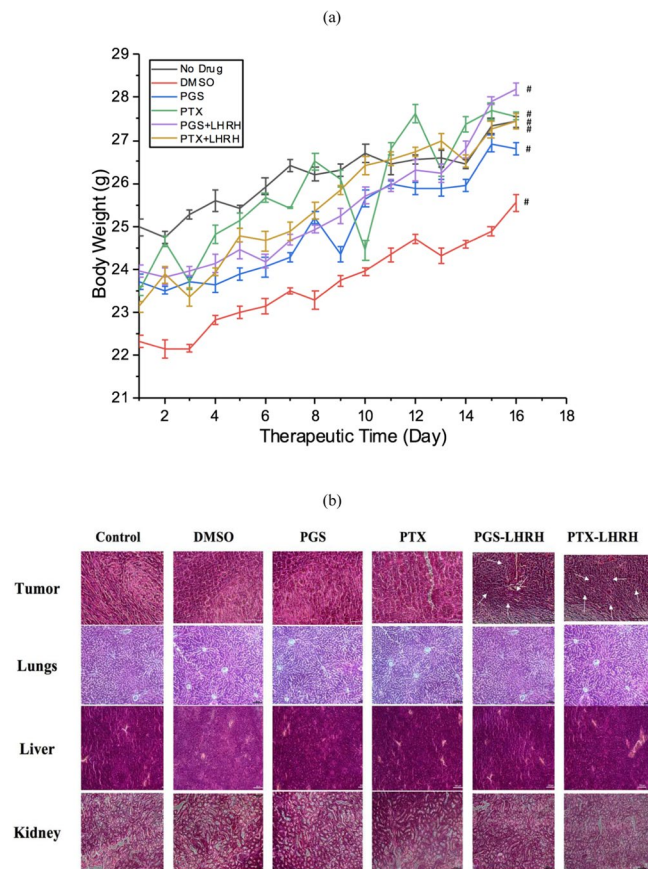 (a)
29
28
27
26
25
24
23
22
21
Body Weight (g)
No Drug
DMSO
PGS
PTX
PGS+LHRH
PTX+LHRH
#
#
#
#
#
#
2 4 6 8 10 12 14 16 18
Therapeutic Time (Day)
(b)
Control DMSO PGS PTX PGS-LHRH PTX-LHRH
Tumor
Lungs
Liver
Kidney